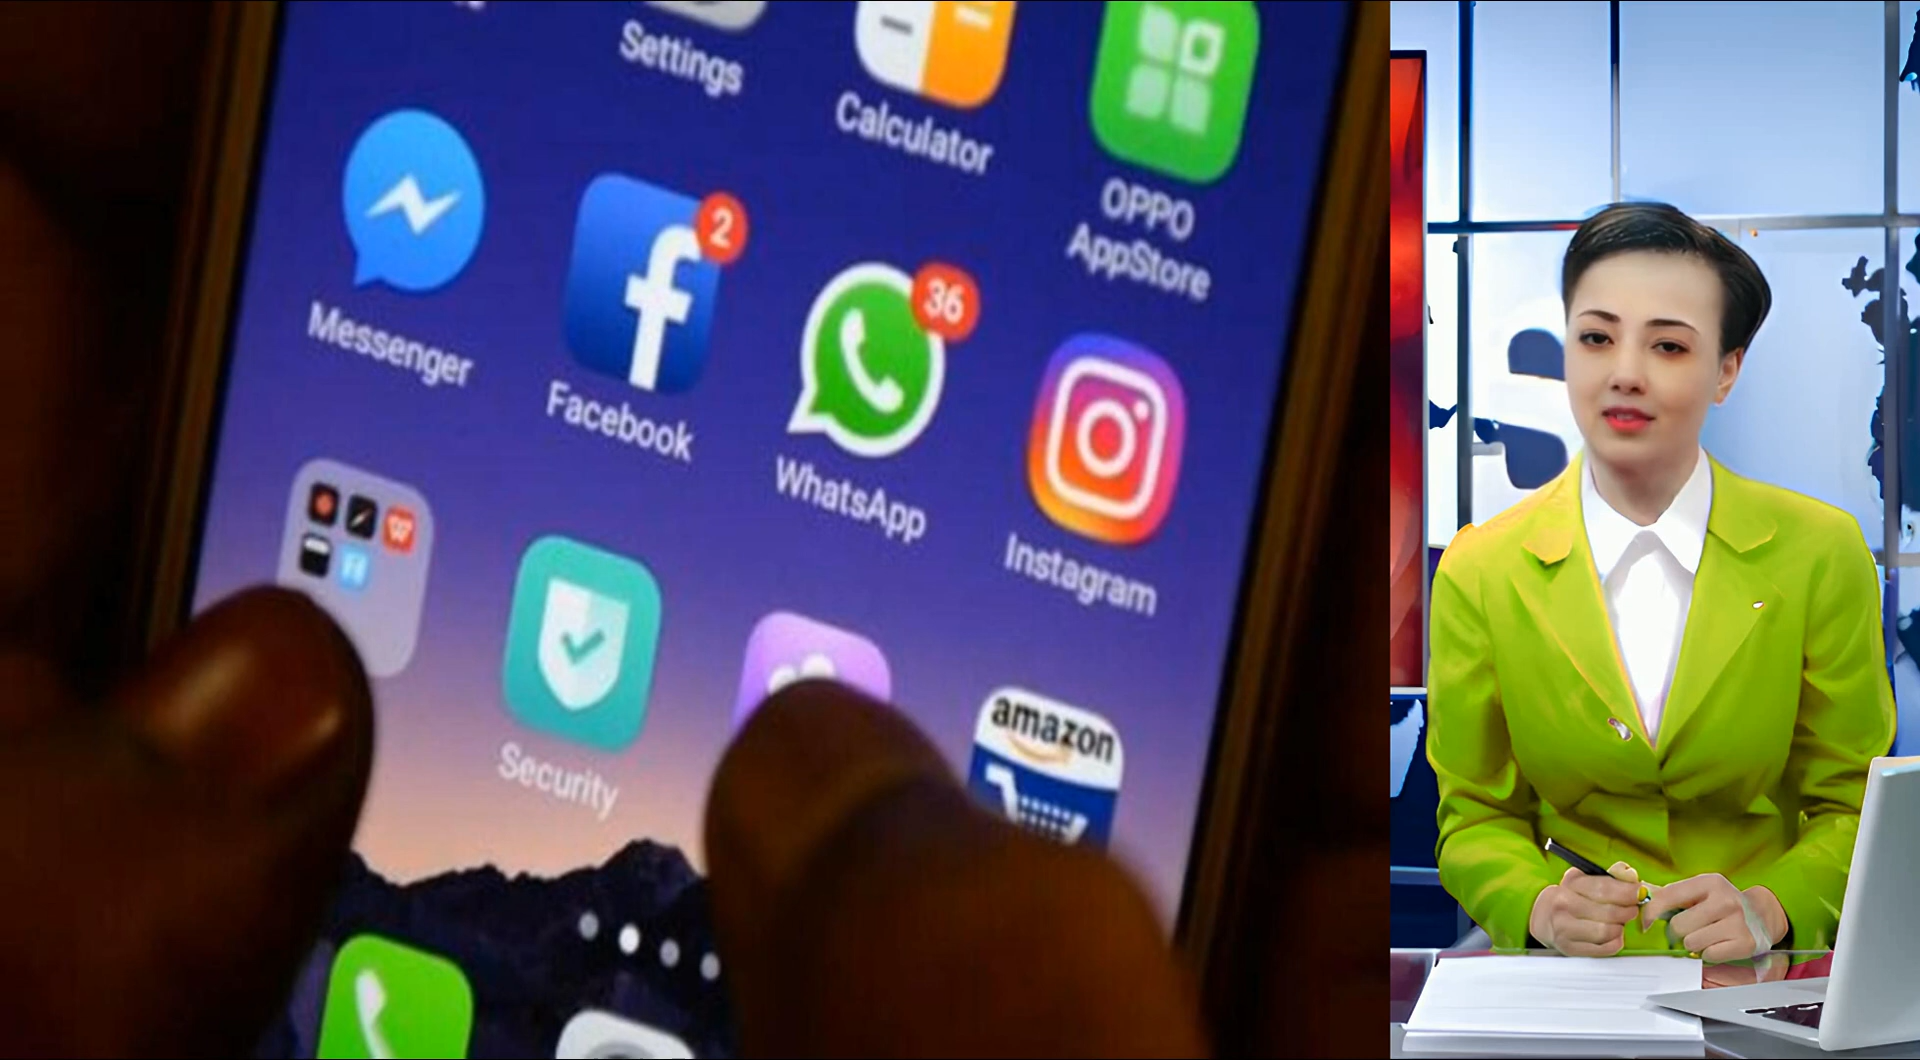 Settings
Calculator
OPPO
AppStore
Messenger
2
Facebook
36
WhatsApp
Instagram
Security
amazon